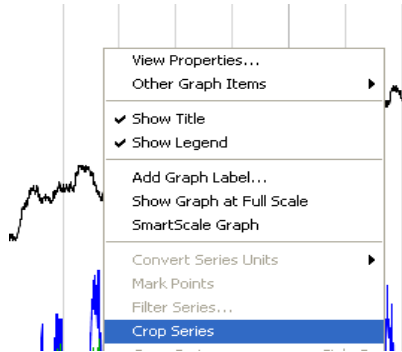 View Properties...
Other Graph Items
Show Title
Show Legend
Add Graph Label...
Show Graph at Full Scale
SmartScale Graph
Convert Series Units
Mark Points
Filter Series...
Crop Series